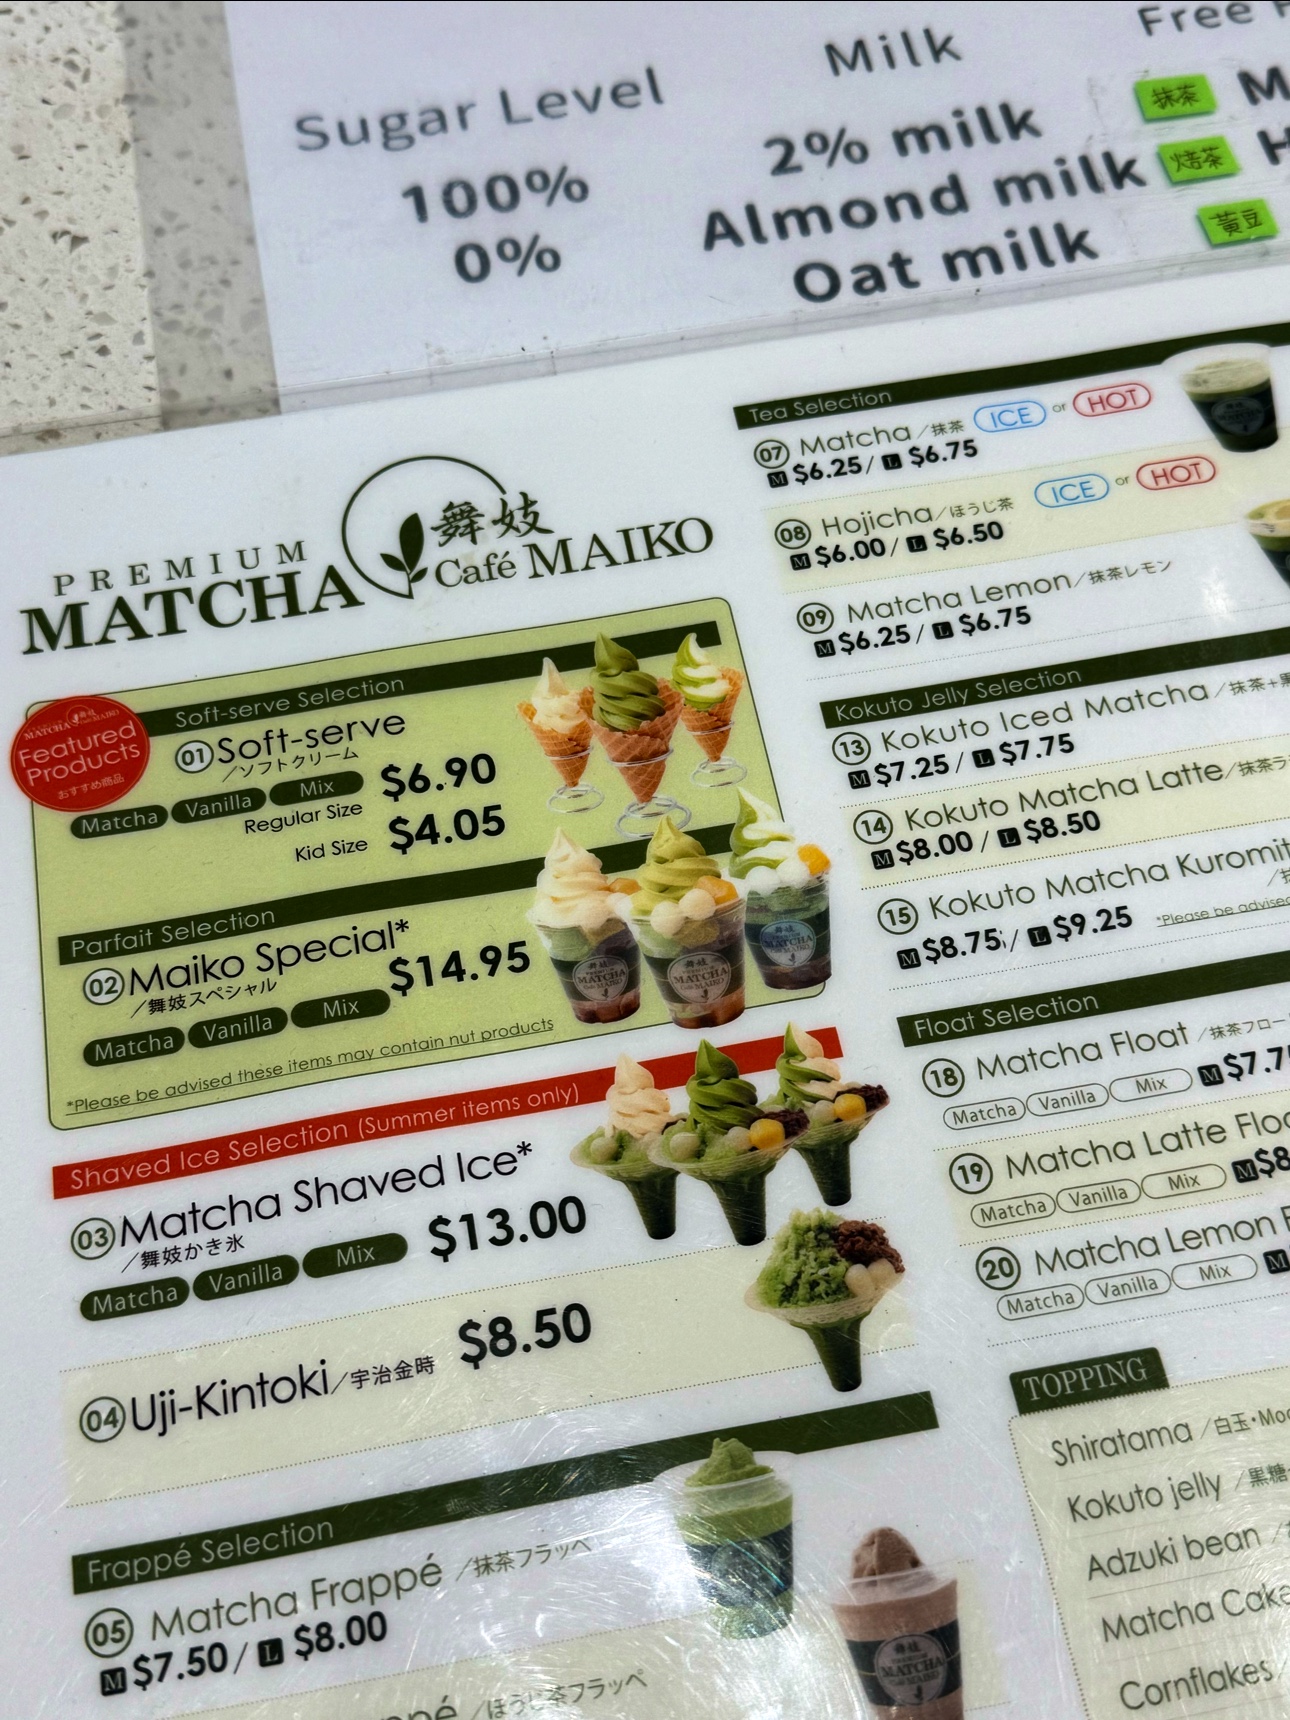 Sugar Level
100%
0%
Milk
2% milk
Almond milk
Oat milk
Free
抹茶
焙茶
黃豆
PREMIUM
MATCHA
舞妓
Café MAIKO
Featured
Products
おすすめ商品
Soft-serve Selection
01 Soft-serve
/ソフトクリーム
Matcha Vanilla Mix
Regular Size $6.90
Kid Size $4.05
Parfait Selection
02 Maiko Special* $14.95
/舞妓スペシャル
Matcha Vanilla Mix
*Please be advised these items may contain nut products
Shaved Ice Selection (Summer items only)
03 Matcha Shaved Ice*
/舞妓かき氷
Matcha Vanilla Mix $13.00
04 Uji-Kintoki/宇治金時 $8.50
Frappé Selection
05 Matcha Frappé /抹茶フラッペ
M $7.50/ L $8.00
/ほうじ茶フラッペ
Tea Selection
07 Matcha/抹茶 ICE or HOT
M $6.25/ L $6.75
08 Hojicha/ほうじ茶 ICE or HOT
M $6.00/ L $6.50
09 Matcha Lemon/抹茶レモン
M $6.25/ L $6.75
Kokuto Jelly Selection
13 Kokuto Iced Matcha
M $7.25/ L $7.75
14 Kokuto Matcha Latte
M $8.00 / L $8.50
15 Kokuto Matcha
M $8.75 / L $9.25 *Please be advised
Float Selection
18 Matcha Float M
Matcha Vanilla Mix
19 Matcha Latte
Matcha Vanilla Mix M
20 Matcha Lemon
Matcha Vanilla Mix M
TOPPING
Shiratama /白玉
Kokuto jelly
Adzuki bean
Matcha
Cornflakes